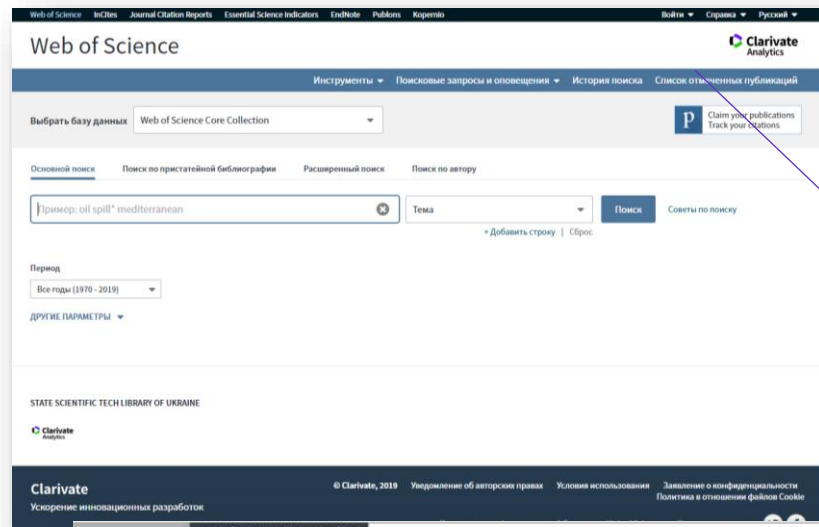 Web of Science InCites Journal Citation Reports Essential Science Indicators EndNote Publons Kopernio Войти Справка Русский
Web of Science
Clarivate
Analytics
Инструменты Поисковые запросы и оповещения История поиска Список отмеченных публикаций
Выбрать базу данных Web of Science Core Collection
p Claim your publications
Track your citations
Основной поиск Поиск по пристатейной библиографии Расширенный поиск Поиск по автору
Пример: oil spill* mediterranean Тема Поиск Советы по поиску
+ Добавить строку | Сброс
Период
Все годы (1970 - 2019)
ДРУГИЕ ПАРАМЕТРЫ
STATE SCIENTIFIC TECH LIBRARY OF UKRAINE
Clarivate
Analytics
Clarivate
Ускорение инновационных разработок
© Clarivate, 2019 Уведомление об авторских правах Условия использования Заявление о конфиденциальности
Политика в отношении файлов Cookie